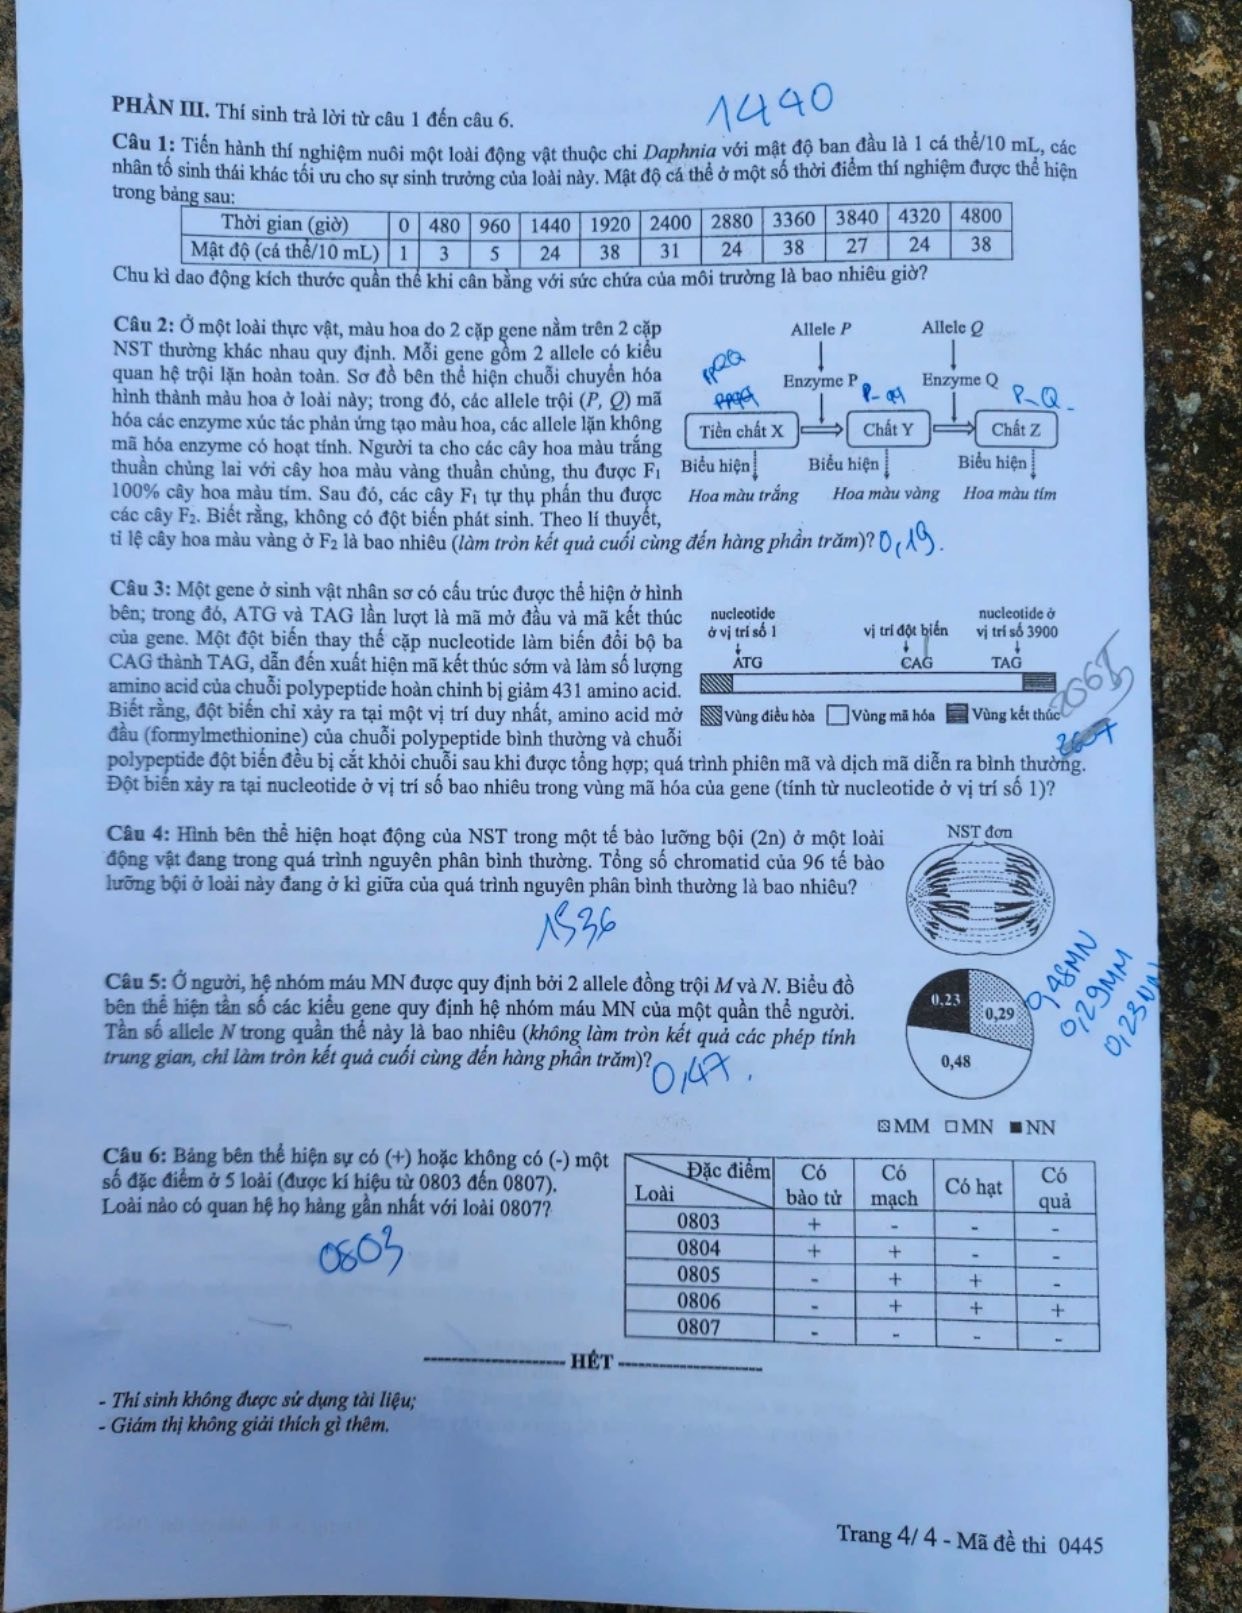 PHẦN III. Thí sinh trả lời từ câu 1 đến câu 6.
1440
Câu 1: Tiến hành thí nghiệm nuôi một loài động vật thuộc chi Daphnia với mật độ ban đầu là 1 cá thể/10 mL, các
nhân tố sinh thái khác tối ưu cho sự sinh trưởng của loài này. Mật độ cá thể ở một số thời điểm thí nghiệm được thể hiện
trong bảng sau:
Thời gian (giờ) 0 480 960 1440 1920 2400 2880 3360 3840 4320 4800
Mật độ (cá thể/10 mL) 1 3 5 24 38 31 24 38 27 24 38
Chu kì dao động kích thước quần thể khi cân bằng với sức chứa của môi trường là bao nhiêu giờ?
Câu 2: Ở một loài thực vật, màu hoa do 2 cặp gene nằm trên 2 cặp
NST thường khác nhau quy định. Mỗi gene gồm 2 allele có kiểu
quan hệ trội lặn hoàn toàn. Sơ đồ bên thể hiện chuỗi chuyển hóa
hình thành màu hoa ở loài này; trong đó, các allele trội (P, Q) mã
hóa các enzyme xúc tác phản ứng tạo màu hoa, các allele lặn không
mã hóa enzyme có hoạt tính. Người ta cho các cây hoa màu trắng
thuần chủng lai với cây hoa màu vàng thuần chủng, thu được F1
100% cây hoa màu tím. Sau đó, các cây F1 tự thụ phấn thu được
các cây F2. Biết rằng, không có đột biến phát sinh. Theo lí thuyết,
tỉ lệ cây hoa màu vàng ở F2 là bao nhiêu (làm tròn kết quả cuối cùng đến hàng phần trăm)? 0,19.
Allele P Allele Q
ppQQ
Enzyme P Enzyme Q
P-qq P-Q-
Tiền chất X Chất Y Chất Z
Biểu hiện Biểu hiện Biểu hiện
Hoa màu trắng Hoa màu vàng Hoa màu tím
Câu 3: Một gene ở sinh vật nhân sơ có cấu trúc được thể hiện ở hình
bên; trong đó, ATG và TAG lần lượt là mã mở đầu và mã kết thúc
của gene. Một đột biến thay thế cặp nucleotide làm biến đổi bộ ba
CAG thành TAG, dẫn đến xuất hiện mã kết thúc sớm và làm số lượng
amino acid của chuỗi polypeptide hoàn chỉnh bị giảm 431 amino acid.
Biết rằng, đột biến chỉ xảy ra tại một vị trí duy nhất, amino acid mở
đầu (formylmethionine) của chuỗi polypeptide bình thường và chuỗi
polypeptide đột biến đều bị cắt khỏi chuỗi sau khi được tổng hợp; quá trình phiên mã và dịch mã diễn ra bình thường.
Đột biến xảy ra tại nucleotide ở vị trí số bao nhiêu trong vùng mã hóa của gene (tính từ nucleotide ở vị trí số 1)?
nucleotide
ở vị trí số 1
vị trí đột biến
nucleotide ở
vị trí số 3900
ATG CAG TAG
Vùng điều hòa Vùng mã hóa Vùng kết thúc
2607
Câu 4: Hình bên thể hiện hoạt động của NST trong một tế bào lưỡng bội (2n) ở một loài
động vật đang trong quá trình nguyên phân bình thường. Tổng số chromatid của 96 tế bào
lưỡng bội ở loài này đang ở kì giữa của quá trình nguyên phân bình thường là bao nhiêu?
NST đơn
1536
Câu 5: Ở người, hệ nhóm máu MN được quy định bởi 2 allele đồng trội M và N. Biểu đồ
bên thể hiện tần số các kiểu gene quy định hệ nhóm máu MN của một quần thể người.
Tần số allele N trong quần thể này là bao nhiêu (không làm tròn kết quả các phép tính
trung gian, chỉ làm tròn kết quả cuối cùng đến hàng phần trăm)?
0,47.
0,23 0,29
0,48
0,48MN
0,29MM
0,23NN
MM MN NN
Câu 6: Bảng bên thể hiện sự có (+) hoặc không có (-) một
số đặc điểm ở 5 loài (được kí hiệu từ 0803 đến 0807).
Loài nào có quan hệ họ hàng gần nhất với loài 0807?
0803
Đặc điểm Loài Có bào tử Có mạch Có hạt Có quả
0803 + - - -
0804 + + - -
0805 - + + -
0806 - + + +
0807 - - - -
-------------------- HẾT --------------------
- Thí sinh không được sử dụng tài liệu;
- Giám thị không giải thích gì thêm.
Trang 4/ 4 - Mã đề thi 0445